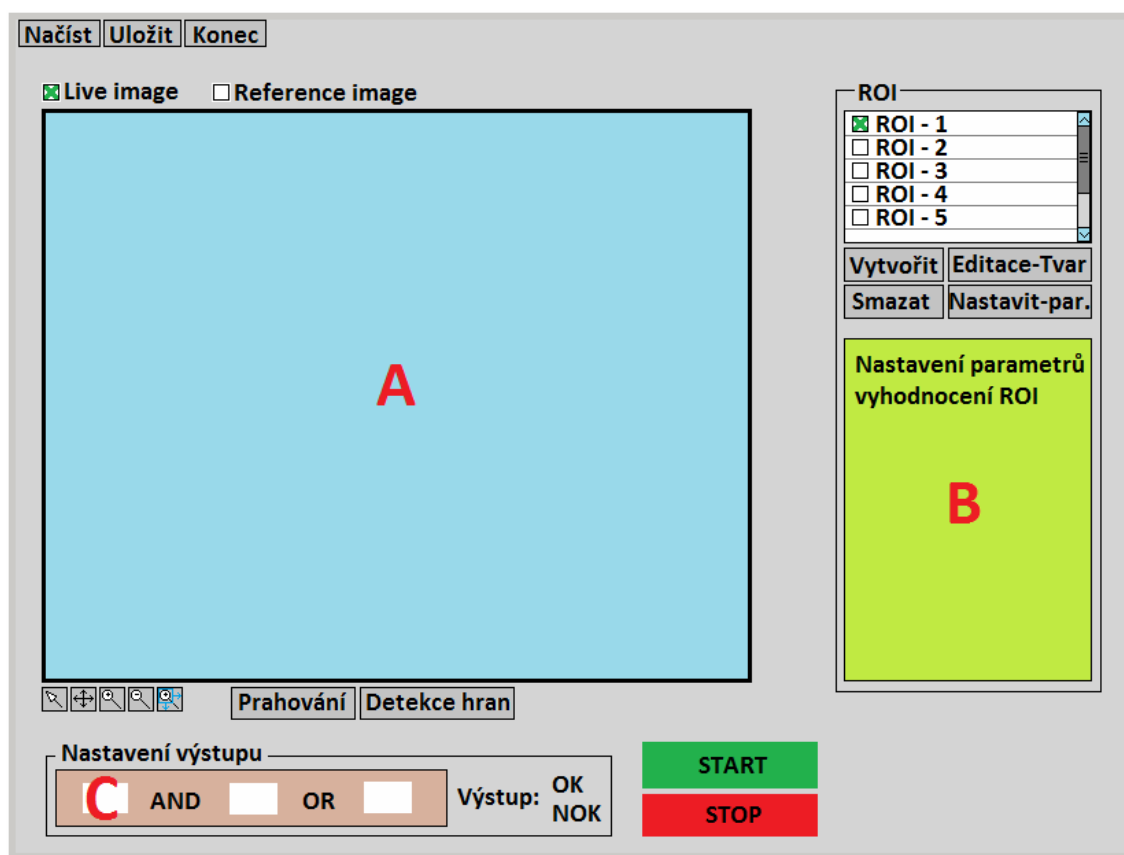 Načíst Uložit Konec
Live image Reference image
A
ROI
ROI - 1
ROI - 2
ROI - 3
ROI - 4
ROI - 5
Vytvořit Editace-Tvar
Smazat Nastavit-par.
Nastavení parametrů
vyhodnocení ROI
B
Prahování Detekce hran
Nastavení výstupu
C AND OR
Výstup: OK
NOK
START
STOP